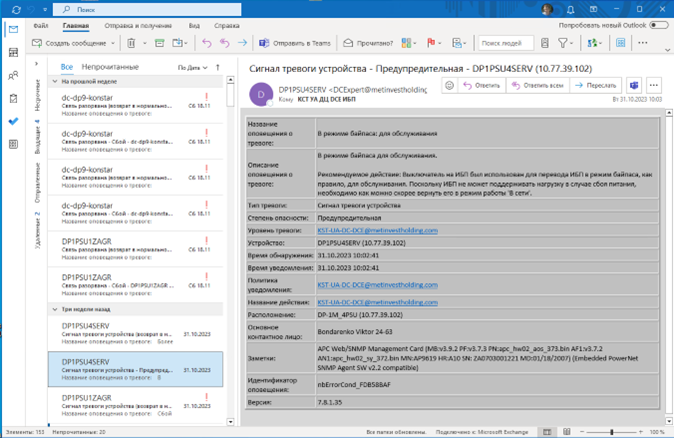 Поиск
Файл Главная Отправка и получение Вид Справка
Попробовать новый Outlook
Создать сообщение Отправить в Teams Прочитано? Поиск людей
Все Непрочитанные По Дате
На прошлой неделе
dc-dp9-konstar
Связь разорвана (возврат в нормально...
Название оповещения о тревоге:
Сб 18.11
dc-dp9-konstar
Связь разорвана - Сбой - dc-dp9-kon...
Название оповещения о тревоге:
Сб 18.11
dc-dp9-konstar
Связь разорвана (возврат в нормально...
Название оповещения о тревоге:
Сб 18.11
dc-dp9-konstar
Связь разорвана - Сбой - dc-dp9-kon...
Название оповещения о тревоге:
Сб 18.11
DP1PSU1ZAGR
Связь разорвана (возврат в нормально...
Название оповещения о тревоге:
Сб 18.11
DP1PSU1ZAGR
Связь разорвана - Сбой - DP1PSU1ZAG...
Название оповещения о тревоге:
Сб 18.11
Три недели назад
DP1PSU4SERV
Сигнал тревоги устройства (возврат в н...
Название оповещения о тревоге: Более
31.10.2023
DP1PSU4SERV
Сигнал тревоги устройства - Предупред...
Название оповещения о тревоге: В
31.10.2023
DP1PSU1ZAGR
Сигнал тревоги устройства (возврат в н...
Название оповещения о тревоге: Сбой
31.10.2023
Несрочные
Входящие 4
Отправленные
Удаленные 2
Сигнал тревоги устройства - Предупредительная - DP1PSU4SERV (10.77.39.102)
D
DP1PSU4SERV <DCExpert@metinvestholding.
Кому КСТ УА ДЦ DCE ИБП
Ответить Ответить всем Переслать
Вт 31.10.2023 10:03
Название оповещения о тревоге: В режиме байпаса: для обслуживания
Описание оповещения о тревоге:
В режиме байпаса для обслуживания.
Рекомендуемое действие: Выключатель на ИБП был использован для перевода ИБП в режим байпаса, как
правило, для обслуживания. Поскольку ИБП не может поддерживать нагрузку в случае сбоя питания,
необходимо как можно скорее вернуть его в режим работы 'В сети'.
Тип тревоги: Сигнал тревоги устройства
Степень опасности: Предупредительная
Уровень тревоги: KST-UA-DC-DCE@metinvestholding.com
Устройство: DP1PSU4SERV (10.77.39.102)
Время обнаружения: 31.10.2023 10:02:41
Время уведомления: 31.10.2023 10:02:41
Политика уведомления: KST-UA-DC-DCE@metinvestholding.com
Название действия: KST-UA-DC-DCE@metinvestholding.com
Расположение: DP-1M_4PSU (10.77.39.102)
Основное контактное лицо: Bondarenko Viktor 24-63
Заметки:
APC Web/SNMP Management Card (MB:v3.9.2 PF:v3.7.3 PN:apc_hw02_aos_373.bin AF1:v3.7.2
AN1:apc_hw02_sy_372.bin MN:AP9619 HR:A10 SN: ZA0703001221 MD:01/18/2007) (Embedded PowerNet
SNMP Agent SW v2.2 compatible)
Идентификатор оповещения: nbErrorCond_FDB58BAF
Версия: 7.8.1.35
Элементы: 153 Непрочитанные: 20
Все папки обновлены. Подключено к: Microsoft Exchange
100%